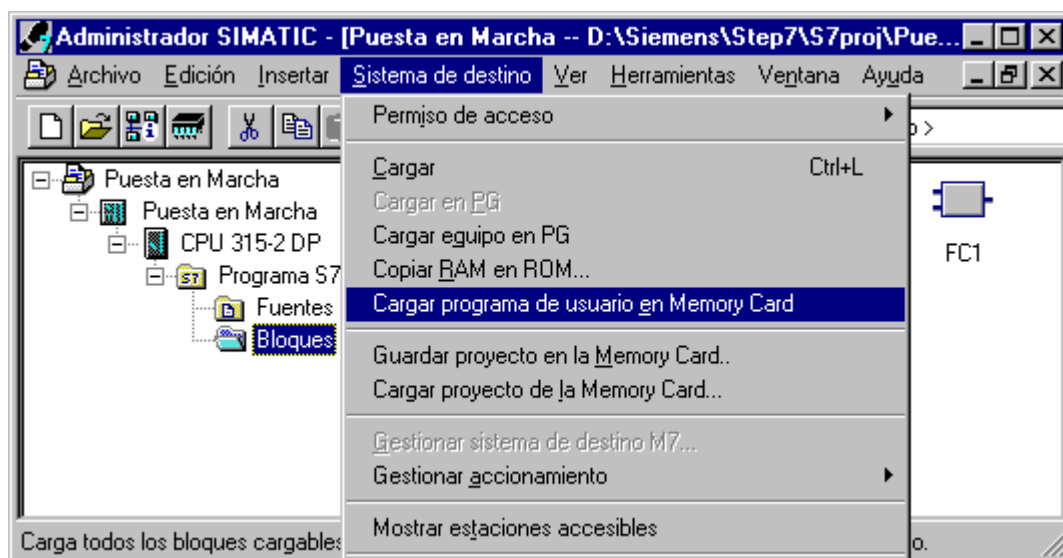 Administrador SIMATIC - [Puesta en Marcha -- D:\Siemens\Step7\S7proj\Pue...
Archivo Edición Insertar Sistema de destino Ver Herramientas Ventana Ayuda
Permiso de acceso
Cargar Ctrl+L
Cargar en PG
Cargar equipo en PG
Copiar RAM en ROM...
Cargar programa de usuario en Memory Card
Guardar proyecto en la Memory Card..
Cargar proyecto de la Memory Card...
Gestionar sistema de destino M7...
Gestionar accionamiento
Mostrar estaciones accesibles
Puesta en Marcha
Puesta en Marcha
CPU 315-2 DP
S7 Programa S7
Fuentes
Bloques
FC1
Carga todos los bloques cargables
o.